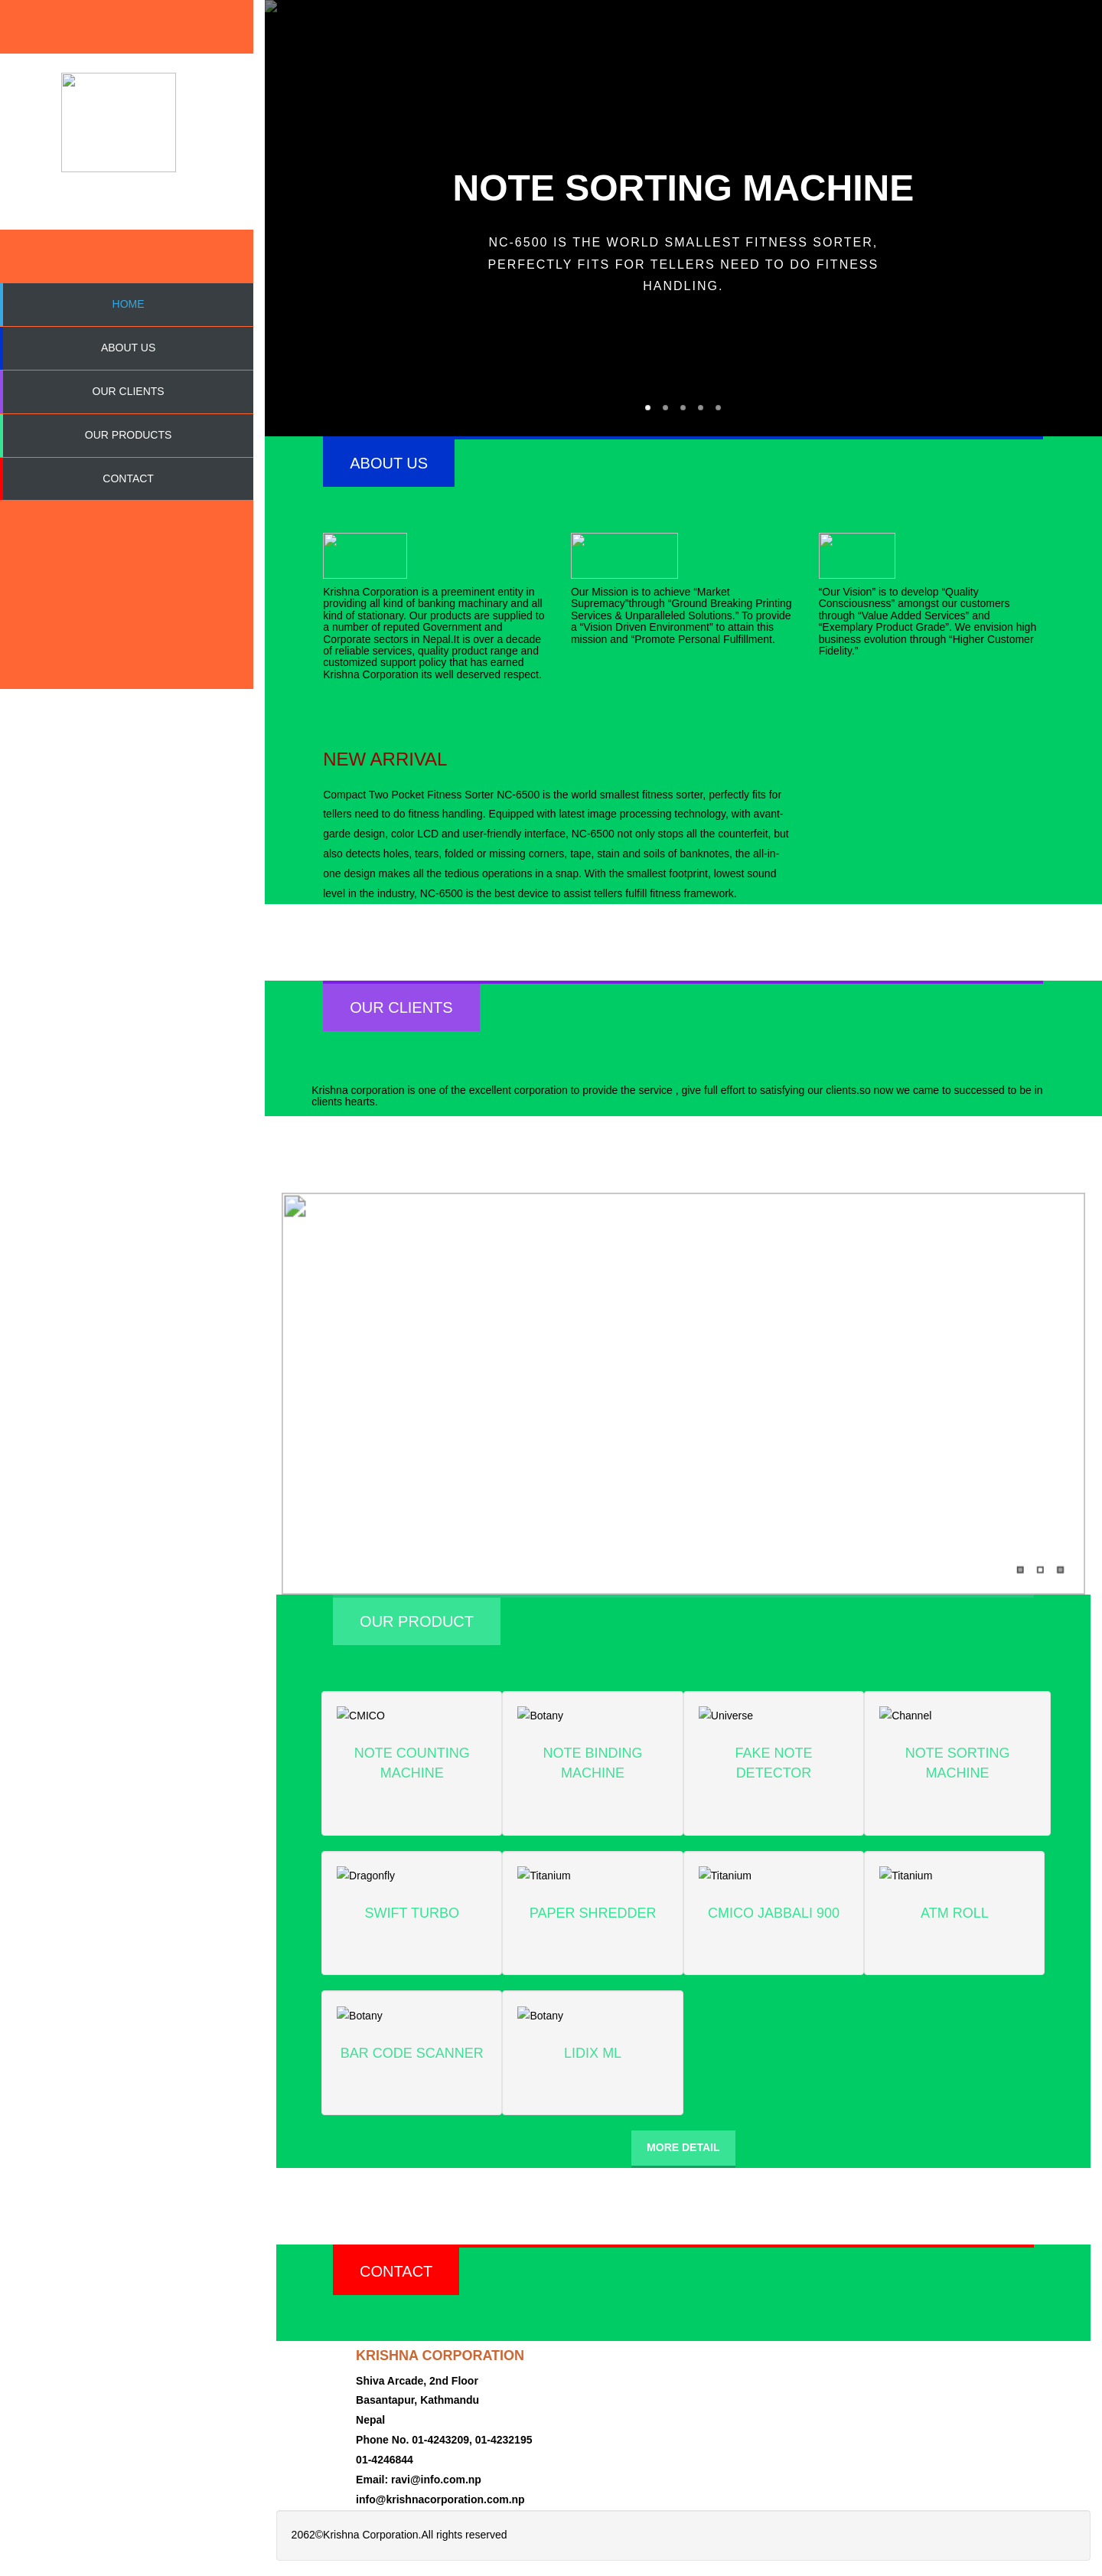 HOME
ABOUT US
OUR CLIENTS
OUR PRODUCTS
CONTACT
NOTE SORTING MACHINE
NC-6500 IS THE WORLD SMALLEST FITNESS SORTER,
PERFECTLY FITS FOR TELLERS NEED TO DO FITNESS
HANDLING.
ABOUT US
Krishna Corporation is a preeminent entity in
providing all kind of banking machinary and all
kind of stationary. Our products are supplied to
a number of reputed Government and
Corporate sectors in Nepal.It is over a decade
of reliable services, quality product range and
customized support policy that has earned
Krishna Corporation its well deserved respect.
Our Mission is to achieve “Market
Supremacy”through “Ground Breaking Printing
Services & Unparalleled Solutions.” To provide
a “Vision Driven Environment” to attain this
mission and “Promote Personal Fulfillment.
“Our Vision” is to develop “Quality
Consciousness” amongst our customers
through “Value Added Services” and
“Exemplary Product Grade”. We envision high
business evolution through “Higher Customer
Fidelity.”
NEW ARRIVAL
Compact Two Pocket Fitness Sorter NC-6500 is the world smallest fitness sorter, perfectly fits for
tellers need to do fitness handling. Equipped with latest image processing technology, with avant-
garde design, color LCD and user-friendly interface, NC-6500 not only stops all the counterfeit, but
also detects holes, tears, folded or missing corners, tape, stain and soils of banknotes, the all-in-
one design makes all the tedious operations in a snap. With the smallest footprint, lowest sound
level in the industry, NC-6500 is the best device to assist tellers fulfill fitness framework.
OUR CLIENTS
Krishna corporation is one of the excellent corporation to provide the service , give full effort to satisfying our clients.so now we came to successed to be in
clients hearts.
OUR PRODUCT
CMICO
NOTE COUNTING
MACHINE
Botany
NOTE BINDING
MACHINE
Universe
FAKE NOTE
DETECTOR
Channel
NOTE SORTING
MACHINE
Dragonfly
SWIFT TURBO
Titanium
PAPER SHREDDER
Titanium
CMICO JABBALI 900
Titanium
ATM ROLL
Botany
BAR CODE SCANNER
Botany
LIDIX ML
MORE DETAIL
CONTACT
KRISHNA CORPORATION
Shiva Arcade, 2nd Floor
Basantapur, Kathmandu
Nepal
Phone No. 01-4243209, 01-4232195
01-4246844
Email: ravi@info.com.np
info@krishnacorporation.com.np
2062©Krishna Corporation.All rights reserved